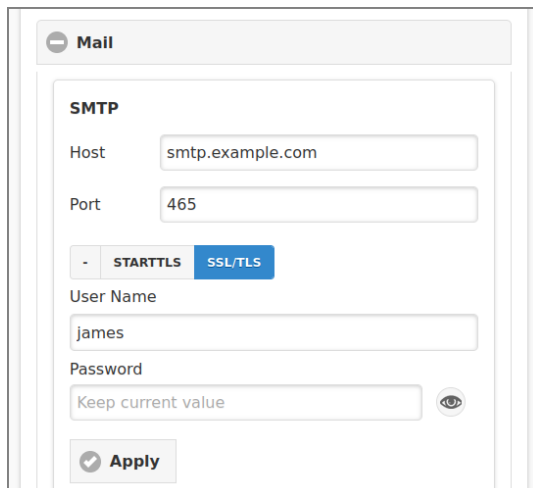 Mail
SMTP
Host smtp.example.com
Port 465
- STARTTLS SSL/TLS
User Name
james
Password
Keep current value
Apply